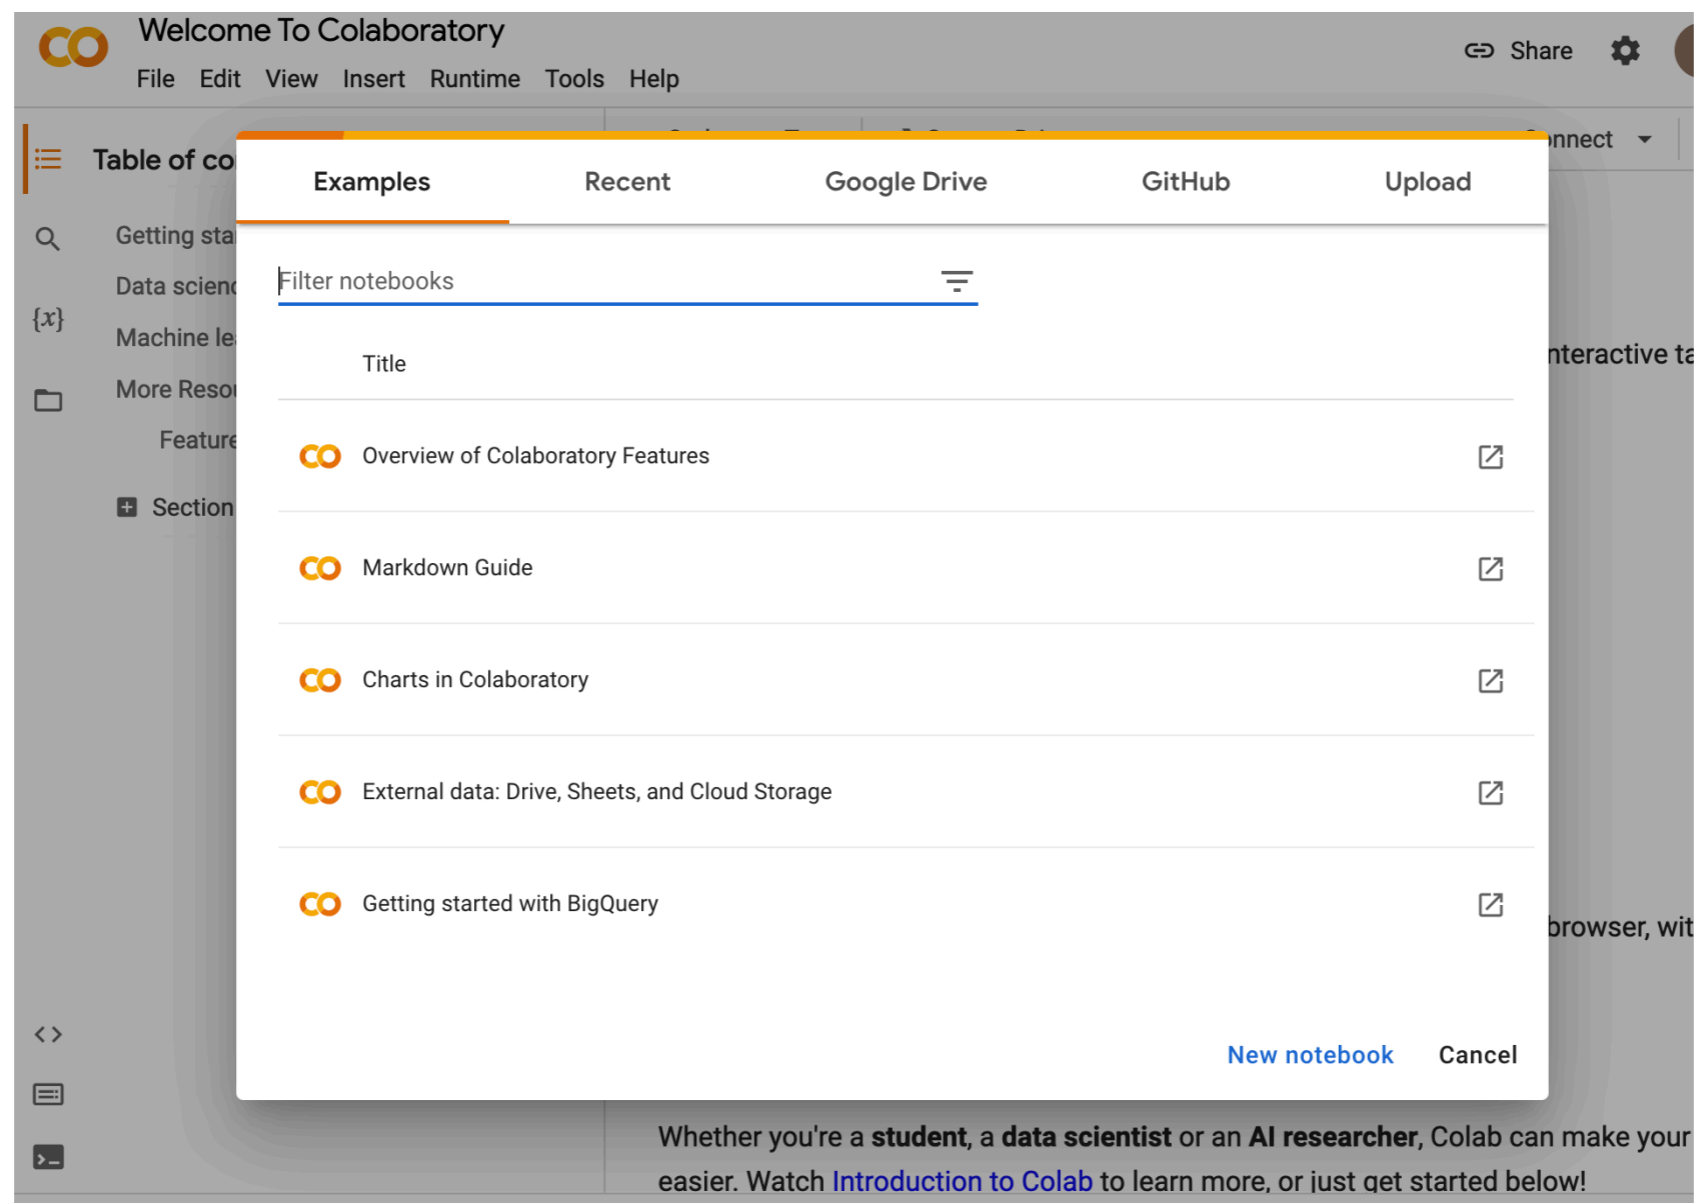 Welcome To Colaboratory
File Edit View Insert Runtime Tools Help
Share
Table of co
Examples Recent Google Drive GitHub Upload
Getting sta
Data scienc
{x}
Machine le
More Resou
Feature
Section
Filter notebooks
Title
Overview of Colaboratory Features
Markdown Guide
Charts in Colaboratory
External data: Drive, Sheets, and Cloud Storage
Getting started with BigQuery
New notebook Cancel
onnect
nteractive ta
browser, wit
Whether you're a student, a data scientist or an AI researcher, Colab can make your
easier. Watch Introduction to Colab to learn more, or just get started below!